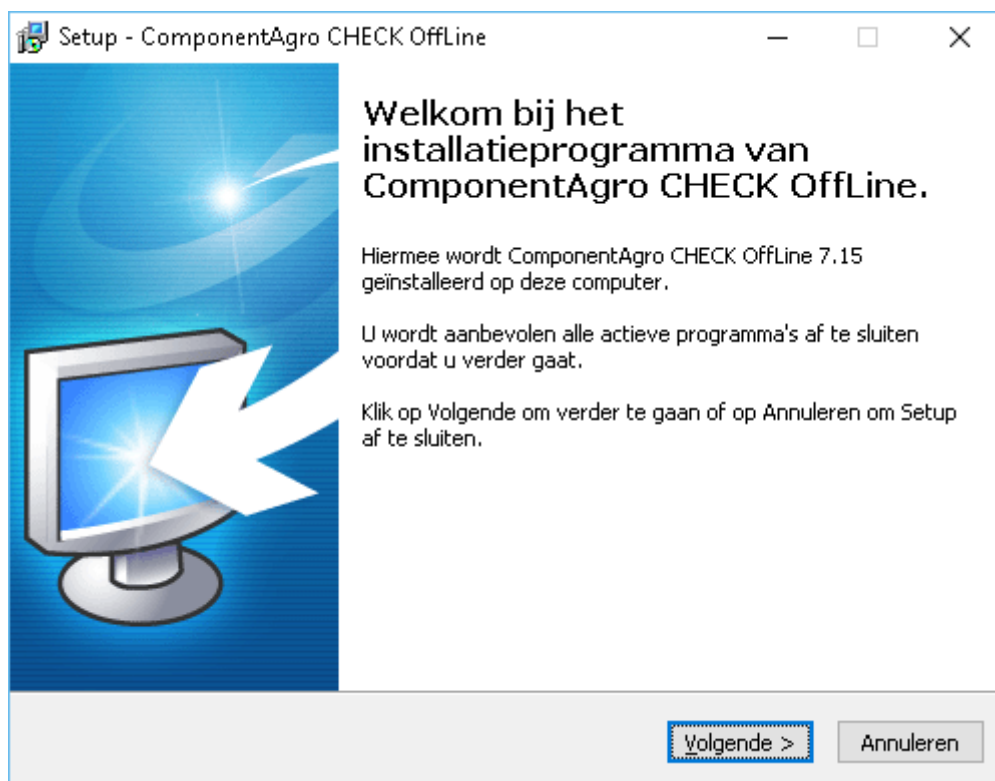 Setup - ComponentAgro CHECK OffLine
Welkom bij het
installatieprogramma van
ComponentAgro CHECK OffLine.
Hiermee wordt ComponentAgro CHECK OffLine 7.15
geïnstalleerd op deze computer.
U wordt aanbevolen alle actieve programma's af te sluiten
voordat u verder gaat.
Klik op Volgende om verder te gaan of op Annuleren om Setup
af te sluiten.
Volgende >
Annuleren